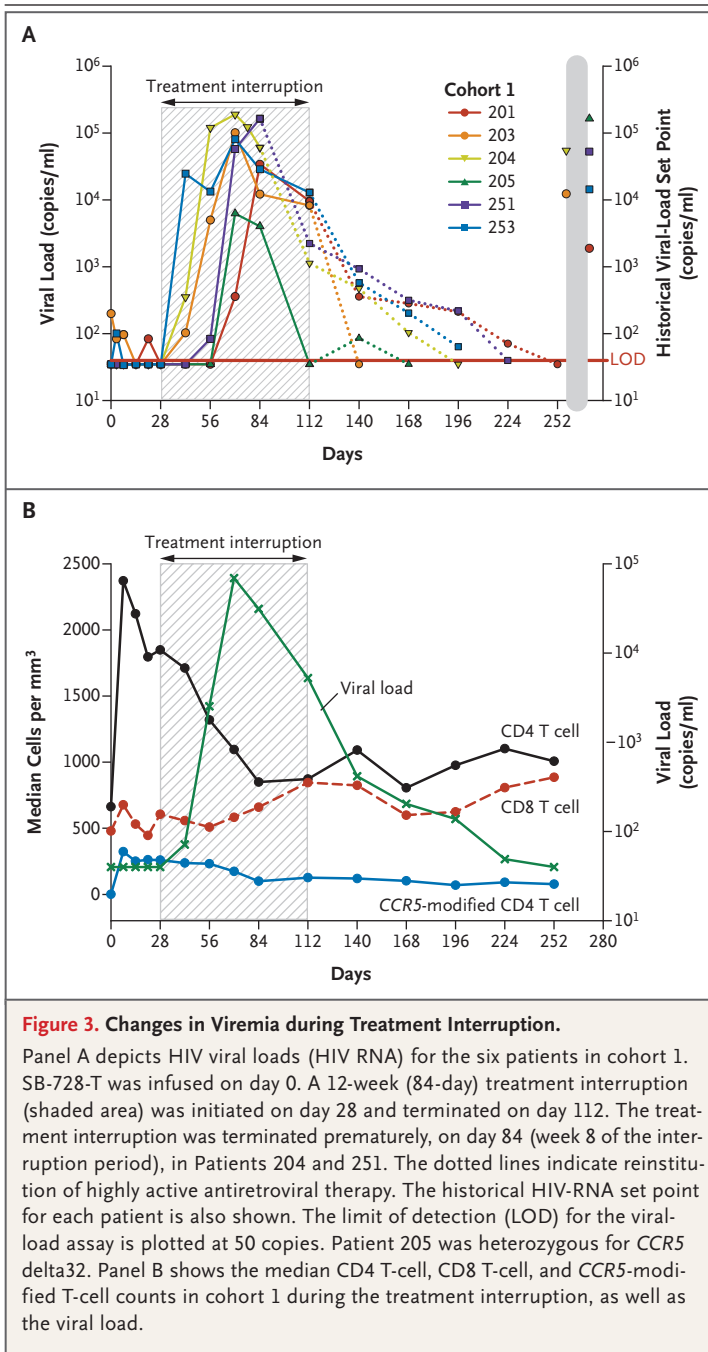 A
Treatment interruption
Cohort 1
201
203
204
205
251
253
Viral Load (copies/ml)
10⁶
10⁵
10⁴
10³
10²
10¹
0 28 56 84 112 140 168 196 224 252
Days
10⁶
10⁵
10⁴
10³
10²
10¹
LOD
Historical Viral-Load Set Point
(copies/ml)
B
Treatment interruption
Median Cells per mm³
2500
2000
1500
1000
500
0
Viral load
CD4 T cell
CD8 T cell
CCR5-modified CD4 T cell
10⁵
10⁴
10³
10²
10¹
Viral Load
(copies/ml)
0 28 56 84 112 140 168 196 224 252 280
Days
Figure 3. Changes in Viremia during Treatment Interruption.
Panel A depicts HIV viral loads (HIV RNA) for the six patients in cohort 1.
SB-728-T was infused on day 0. A 12-week (84-day) treatment interruption
(shaded area) was initiated on day 28 and terminated on day 112. The treat-
ment interruption was terminated prematurely, on day 84 (week 8 of the inter-
ruption period), in Patients 204 and 251. The dotted lines indicate reinstitu-
tion of highly active antiretroviral therapy. The historical HIV-RNA set point
for each patient is also shown. The limit of detection (LOD) for the viral-
load assay is plotted at 50 copies. Patient 205 was heterozygous for CCR5
delta32. Panel B shows the median CD4 T-cell, CD8 T-cell, and CCR5-modi-
fied T-cell counts in cohort 1 during the treatment interruption, as well as
the viral load.